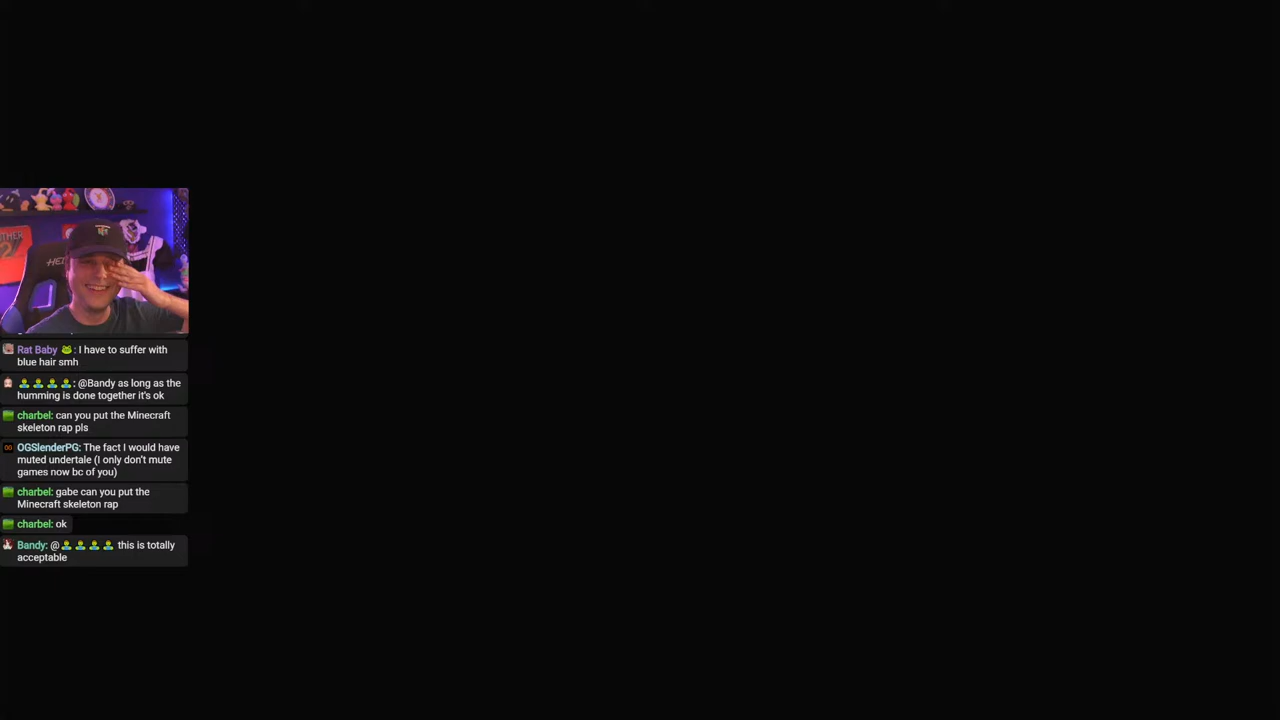 THER
HE
Rat Baby 🐸: I have to suffer with
blue hair smh
🧟‍♂️🧟‍♂️🧟‍♂️🧟‍♂️: @Bandy as long as the
humming is done together it's ok
charbel: can you put the Minecraft
skeleton rap pls
OGSlenderPG: The fact I would have
muted undertale (I only don't mute
games now bc of you)
charbel: gabe can you put the
Minecraft skeleton rap
charbel: ok
Bandy: @🧟‍♂️🧟‍♂️🧟‍♂️🧟‍♂️ this is totally
acceptable